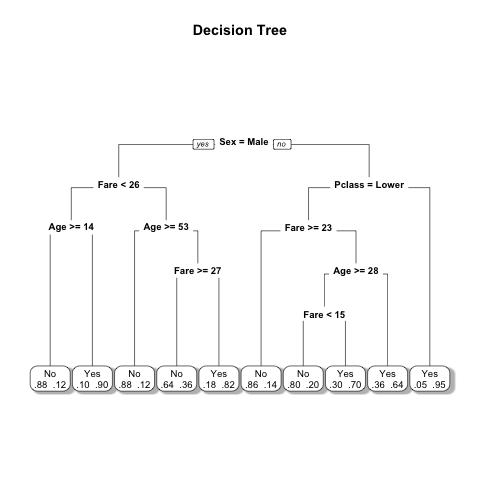 Decision Tree
yes Sex = Male no
Fare < 26 Pclass = Lower
Age >= 14 Age >= 53 Fare >= 23
Fare >= 27 Age >= 28
Fare < 15
No Yes No No Yes No No Yes Yes Yes
.88 .12 .10 .90 .88 .12 .64 .36 .18 .82 .86 .14 .80 .20 .30 .70 .36 .64 .05 .95